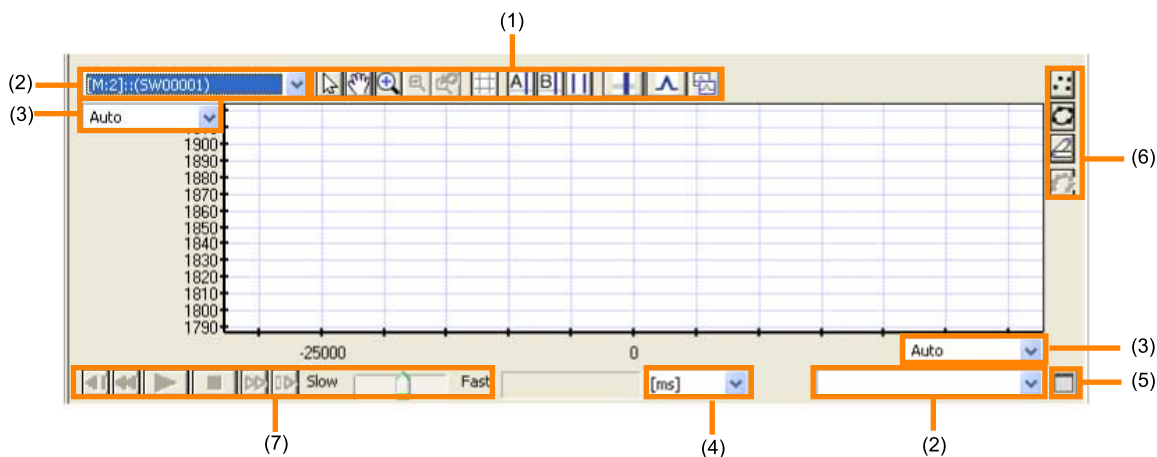 (1)
(2) [M:2]::(SW00001) A B
(3) Auto
1900
1890
1880
1870
1860
1850
1840
1830
1820
1810
1800
1790
(6)
-25000 0 Auto (3)
Slow Fast [ms] (5)
(7) (4) (2)